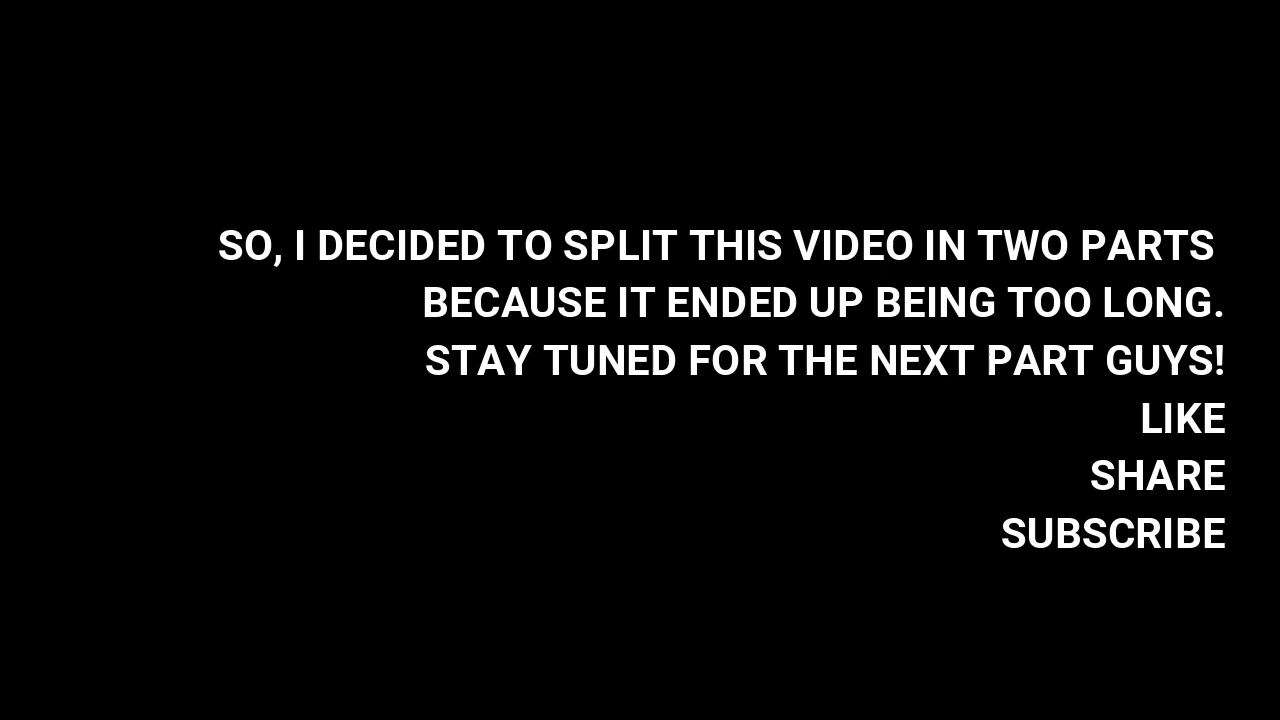 SO, I DECIDED TO SPLIT THIS VIDEO IN TWO PARTS
BECAUSE IT ENDED UP BEING TOO LONG.
STAY TUNED FOR THE NEXT PART GUYS!
LIKE
SHARE
SUBSCRIBE